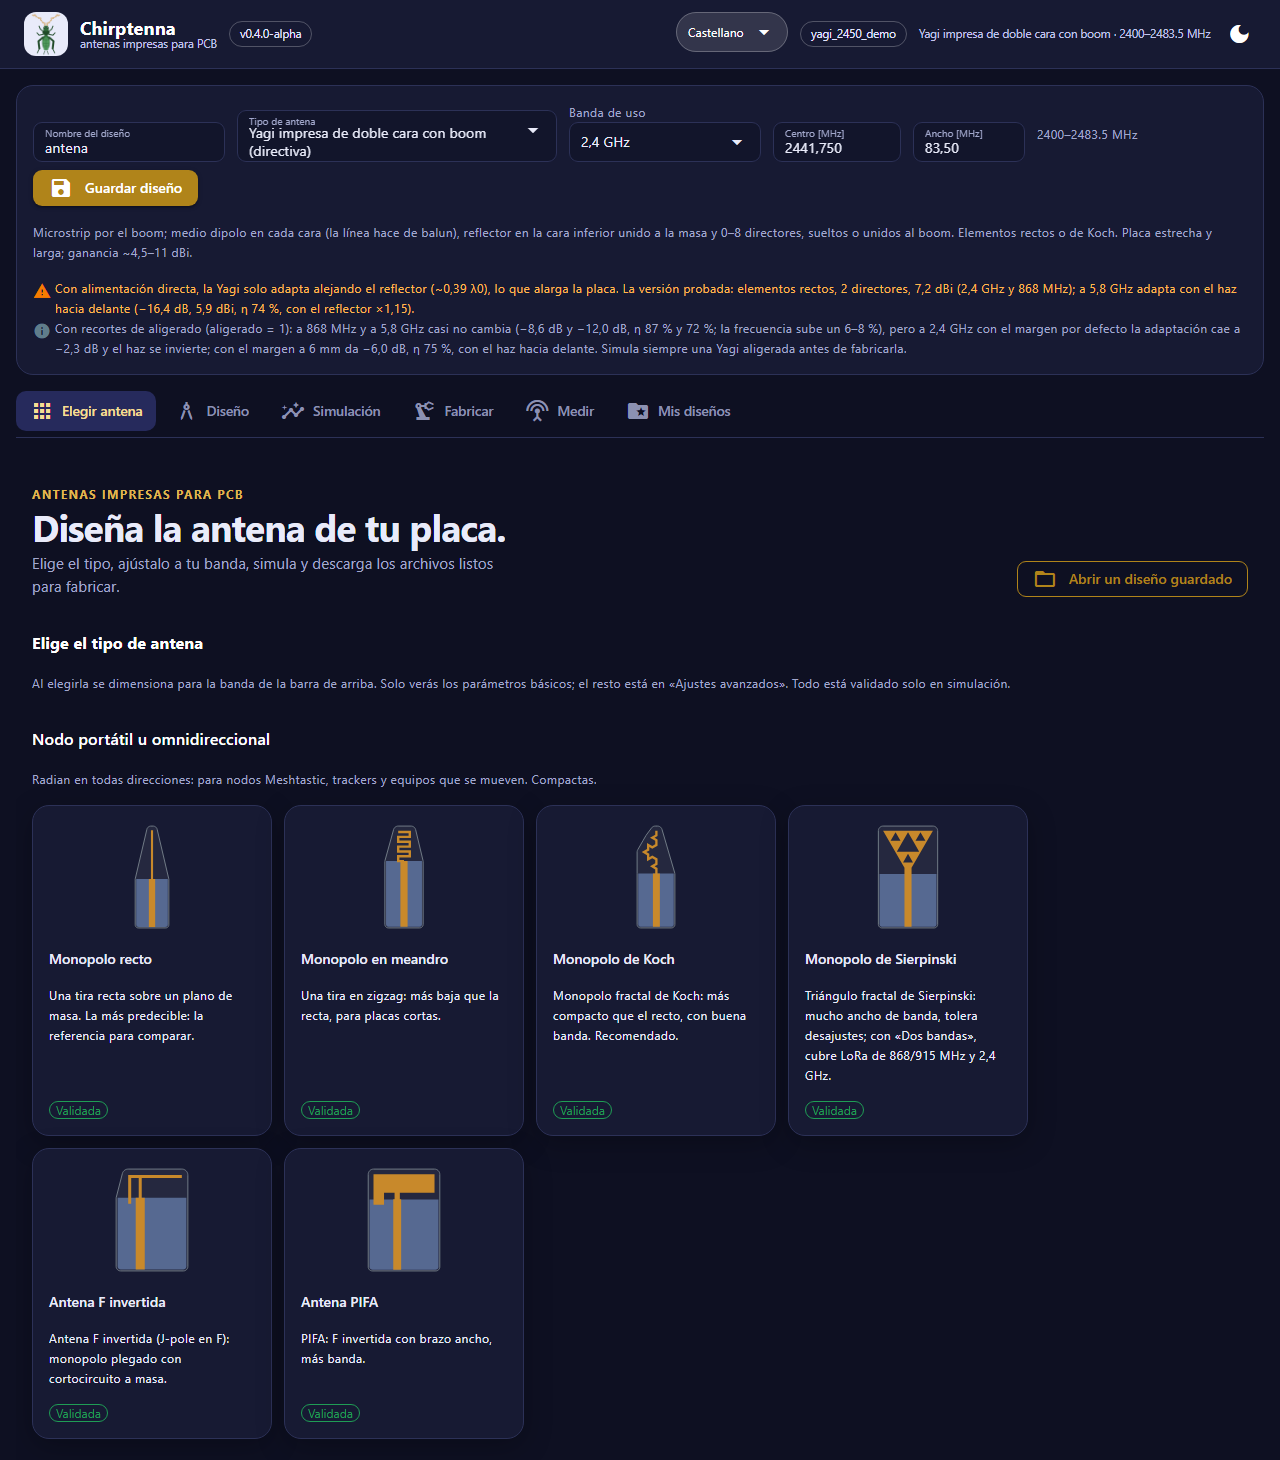 Chirptenna
antenas impresas para PCB
v0.4.0-alpha
Castellano
yagi_2450_demo
Yagi impresa de doble cara con boom · 2400–2483.5 MHz
Nombre del diseño
antena
Tipo de antena
Yagi impresa de doble cara con boom
(directiva)
Banda de uso
2,4 GHz
Centro [MHz]
2441,750
Ancho [MHz]
83,50
2400–2483.5 MHz
Guardar diseño
Microstrip por el boom; medio dipolo en cada cara (la línea hace de balun), reflector en la cara inferior unido a la masa y 0–8 directores, sueltos o unidos al boom. Elementos rectos o de Koch. Placa estrecha y
larga; ganancia ~4,5–11 dBi.
Con alimentación directa, la Yagi solo adapta alejando el reflector (~0,39 λ0), lo que alarga la placa. La versión probada: elementos rectos, 2 directores, 7,2 dBi (2,4 GHz y 868 MHz); a 5,8 GHz adapta con el haz
hacia delante (−16,4 dB, 5,9 dBi, η 74 %, con el reflector ×1,15).
Con recortes de aligerado (aligerado = 1): a 868 MHz y a 5,8 GHz casi no cambia (−8,6 dB y −12,0 dB, η 87 % y 72 %; la frecuencia sube un 6–8 %), pero a 2,4 GHz con el margen por defecto la adaptación cae a
−2,3 dB y el haz se invierte; con el margen a 6 mm da −6,0 dB, η 75 %, con el haz hacia delante. Simula siempre una Yagi aligerada antes de fabricarla.
Elegir antena
Diseño
Simulación
Fabricar
Medir
Mis diseños
ANTENAS IMPRESAS PARA PCB
Diseña la antena de tu placa.
Elige el tipo, ajústalo a tu banda, simula y descarga los archivos listos
para fabricar.
Abrir un diseño guardado
Elige el tipo de antena
Al elegirla se dimensiona para la banda de la barra de arriba. Solo verás los parámetros básicos; el resto está en «Ajustes avanzados». Todo está validado solo en simulación.
Nodo portátil u omnidireccional
Radian en todas direcciones: para nodos Meshtastic, trackers y equipos que se mueven. Compactas.
Monopolo recto
Una tira recta sobre un plano de
masa. La más predecible: la
referencia para comparar.
Validada
Monopolo en meandro
Una tira en zigzag: más baja que la
recta, para placas cortas.
Validada
Monopolo de Koch
Monopolo fractal de Koch: más
compacto que el recto, con buena
banda. Recomendado.
Validada
Monopolo de Sierpinski
Triángulo fractal de Sierpinski:
mucho ancho de banda, tolera
desajustes; con «Dos bandas»,
cubre LoRa de 868/915 MHz y 2,4
GHz.
Validada
Antena F invertida
Antena F invertida (J-pole en F):
monopolo plegado con
cortocircuito a masa.
Validada
Antena PIFA
PIFA: F invertida con brazo ancho,
más banda.
Validada